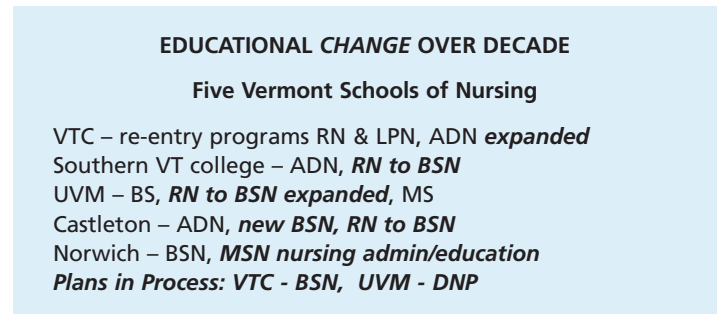 EDUCATIONAL CHANGE OVER DECADE
Five Vermont Schools of Nursing
VTC – re-entry programs RN & LPN, ADN expanded
Southern VT college – ADN, RN to BSN
UVM – BS, RN to BSN expanded, MS
Castleton – ADN, new BSN, RN to BSN
Norwich – BSN, MSN nursing admin/education
Plans in Process: VTC - BSN, UVM - DNP